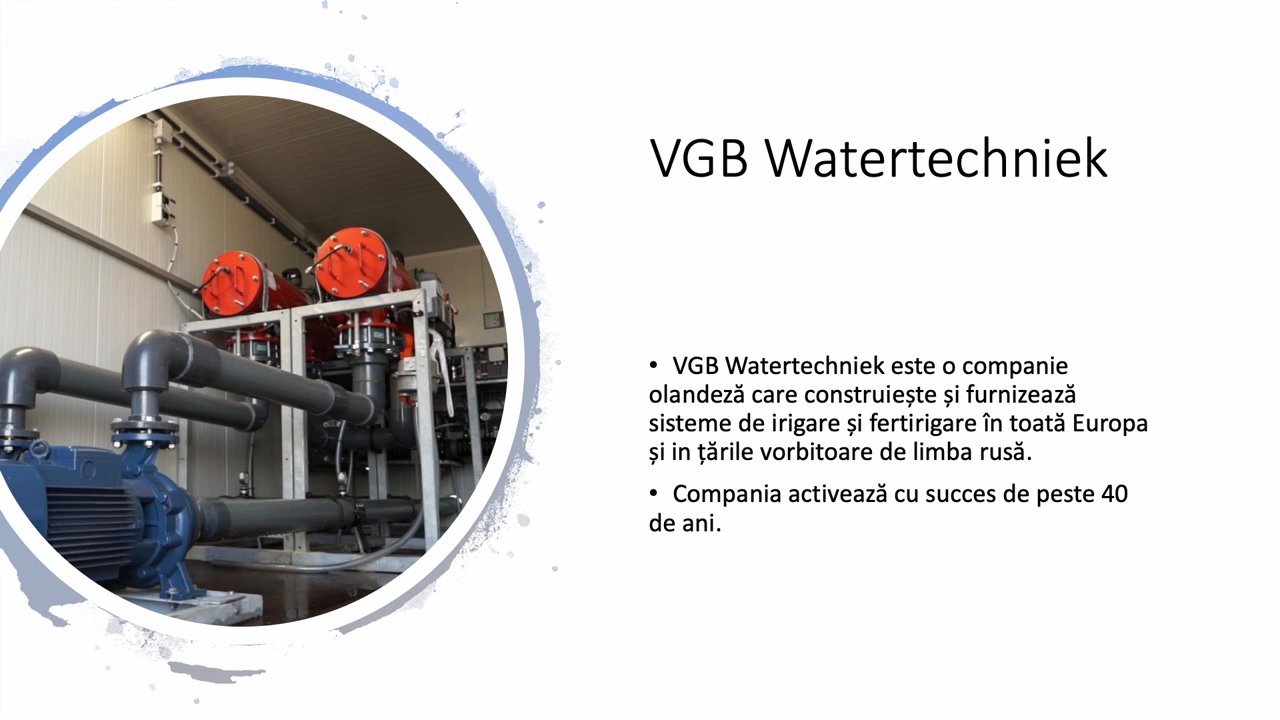 VGB Watertechniek
• VGB Watertechniek este o companie
olandeză care construiește și furnizează
sisteme de irigare și fertirigare în toată Europa
și in țările vorbitoare de limba rusă.
• Compania activează cu succes de peste 40
de ani.